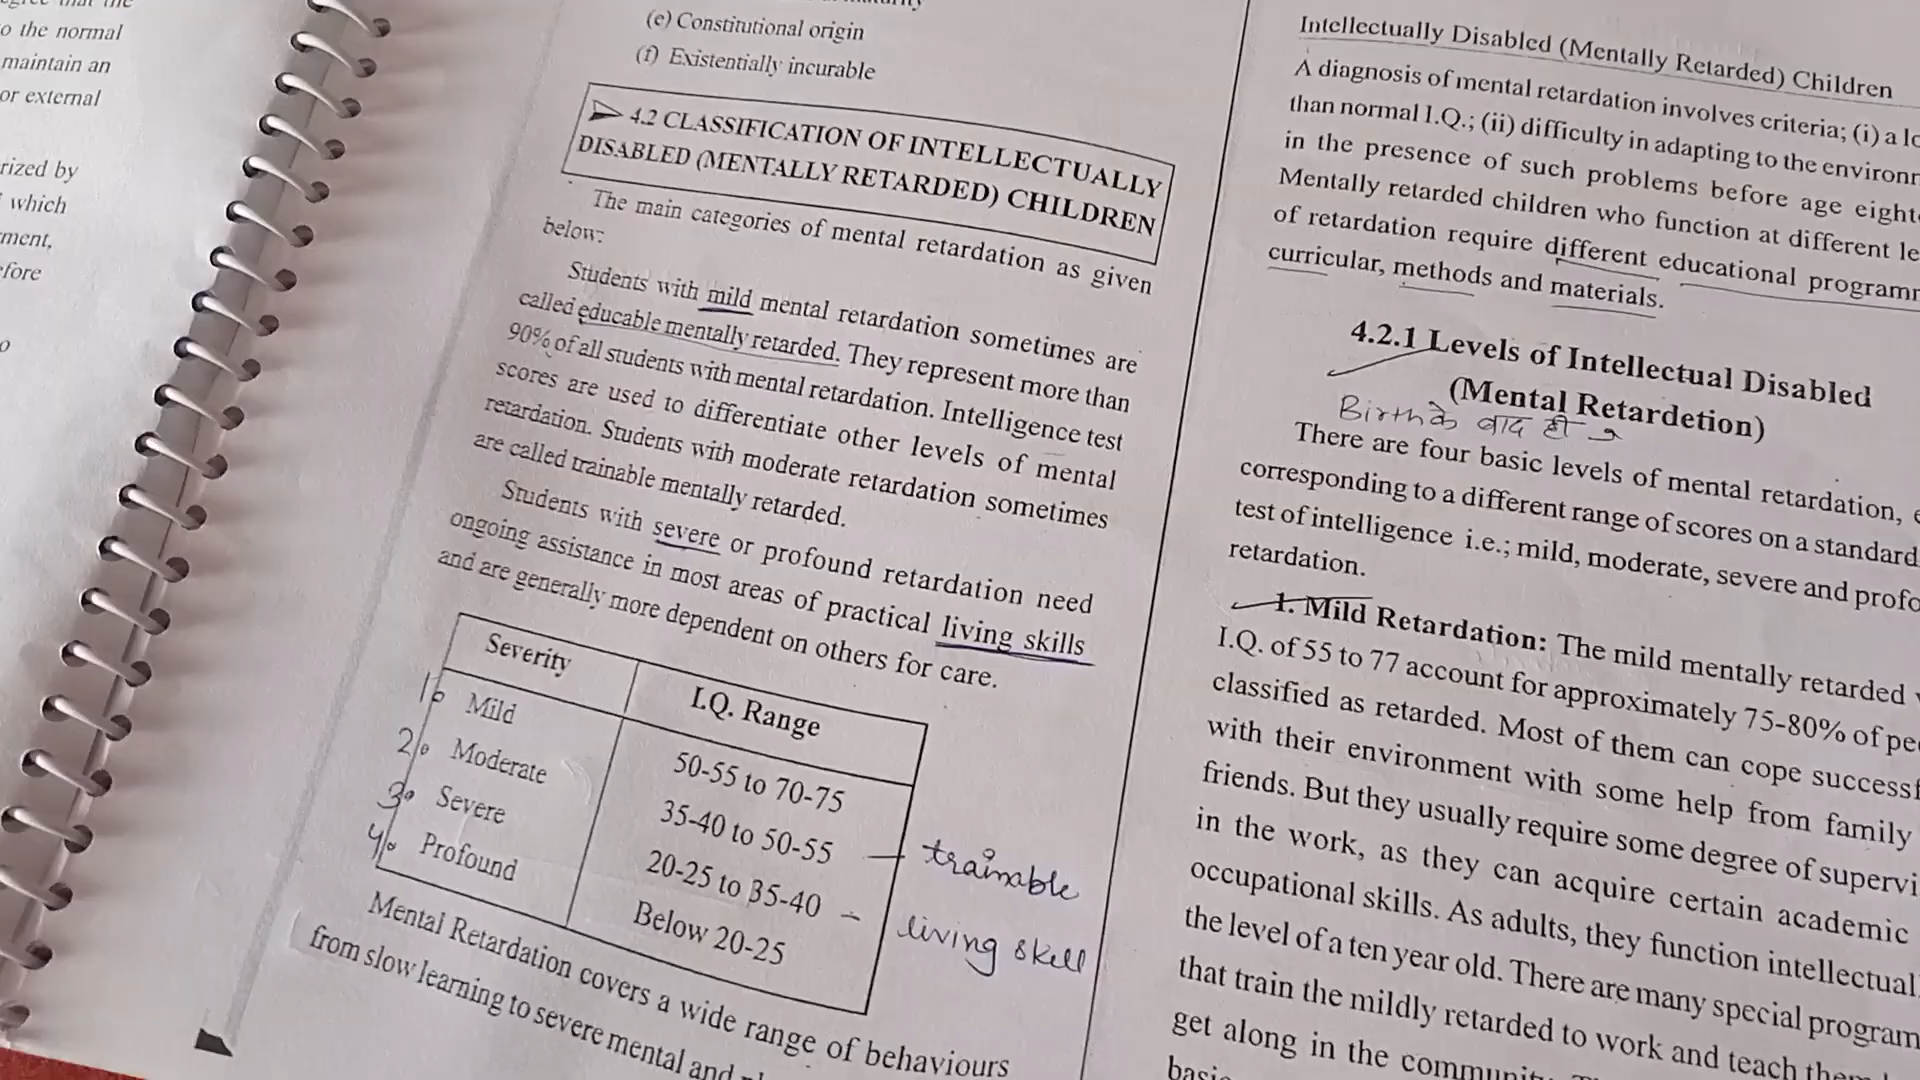 o the normal
maintain an
or external
rized by
which
ment,
efore
(e) Constitutional origin
(f) Existentially incurable
4.2 CLASSIFICATION OF INTELLECTUALLY
DISABLED (MENTALLY RETARDED) CHILDREN
The main categories of mental retardation as given
below:
Students with mild mental retardation sometimes are
called educable mentally retarded. They represent more than
90% of all students with mental retardation. Intelligence test
scores are used to differentiate other levels of mental
retardation. Students with moderate retardation sometimes
are called trainable mentally retarded.
Students with severe or profound retardation need
ongoing assistance in most areas of practical living skills
and are generally more dependent on others for care.
Severity I.Q. Range
1. Mild 50-55 to 70-75
2. Moderate 35-40 to 50-55 — trainable
3. Severe 20-25 to 35-40 - living skell
4. Profound Below 20-25
Mental Retardation covers a wide range of behaviours
from slow learning to severe mental and
Intellectually Disabled (Mentally Retarded) Children
A diagnosis of mental retardation involves criteria; (i) a lo
than normal I.Q.; (ii) difficulty in adapting to the environ
in the presence of such problems before age eight
Mentally retarded children who function at different le
of retardation require different educational program
curricular, methods and materials.
4.2.1 Levels of Intellectual Disabled
(Mental Retardetion)
Birth के बाद ही
There are four basic levels of mental retardation, e
corresponding to a different range of scores on a standard
test of intelligence i.e.; mild, moderate, severe and profo
retardation.
1. Mild Retardation: The mild mentally retarded
I.Q. of 55 to 77 account for approximately 75-80% of pe
classified as retarded. Most of them can cope successf
with their environment with some help from family
friends. But they usually require some degree of supervi
in the work, as they can acquire certain academic
occupational skills. As adults, they function intellectual
the level of a ten year old. There are many special program
that train the mildly retarded to work and teach them
get along in the community.
basic